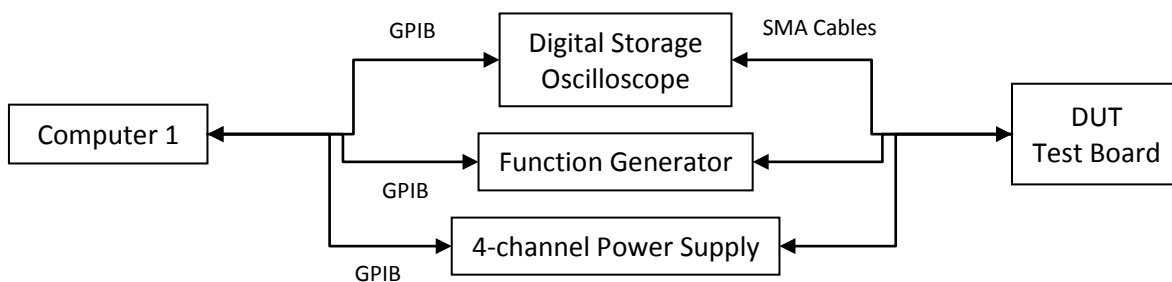 GPIB
Digital Storage
Oscilloscope
SMA Cables
Computer 1
DUT
Test Board
Function Generator
GPIB
4-channel Power Supply
GPIB